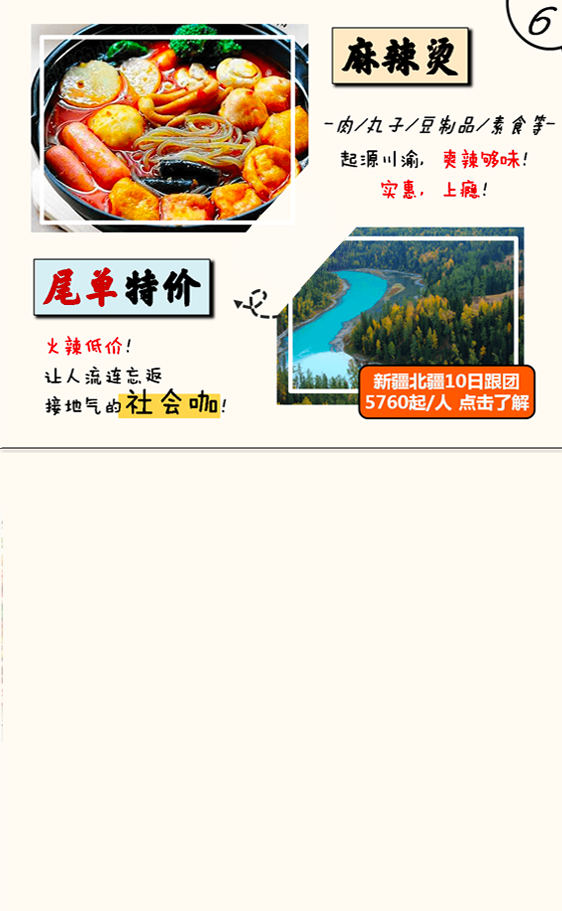 6
麻辣烫
-肉/丸子/豆制品/素食等-
起源川渝，爽辣够味!
实惠，上瘾!
尾单特价
火辣低价!
让人流连忘返
接地气的社会咖!
新疆北疆10日跟团
5760起/人 点击了解